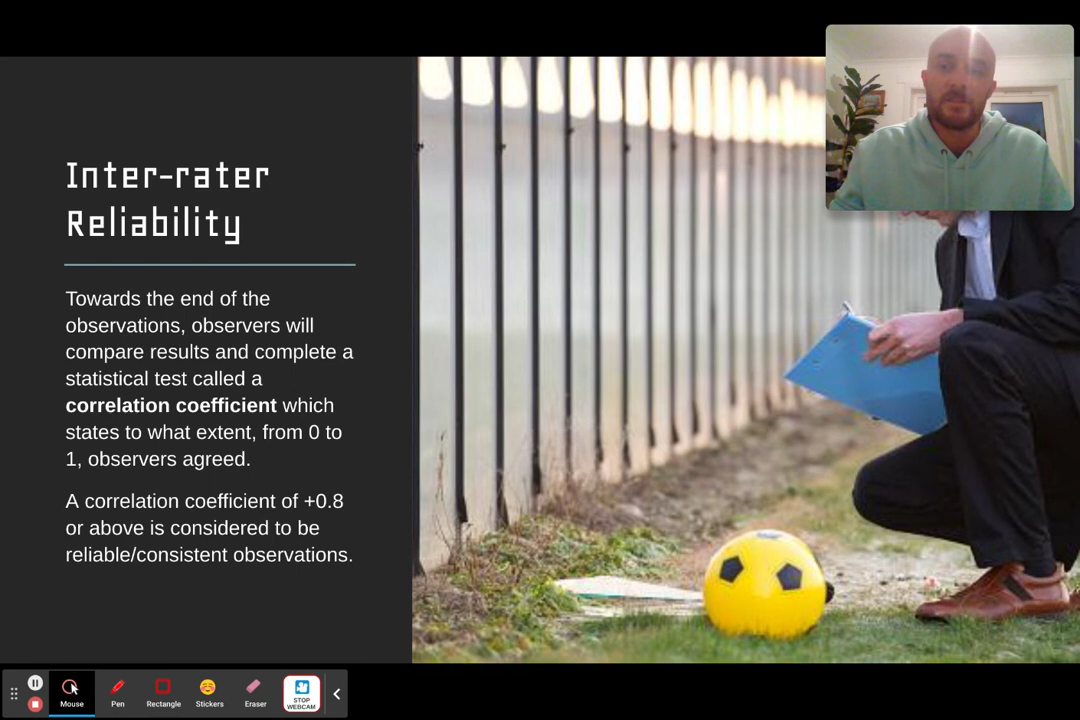 Inter-rater
Reliability
Towards the end of the
observations, observers will
compare results and complete a
statistical test called a
correlation coefficient which
states to what extent, from 0 to
1, observers agreed.
A correlation coefficient of +0.8
or above is considered to be
reliable/consistent observations.
Mouse
Pen
Rectangle
Stickers
Eraser
STOP
WEBCAM